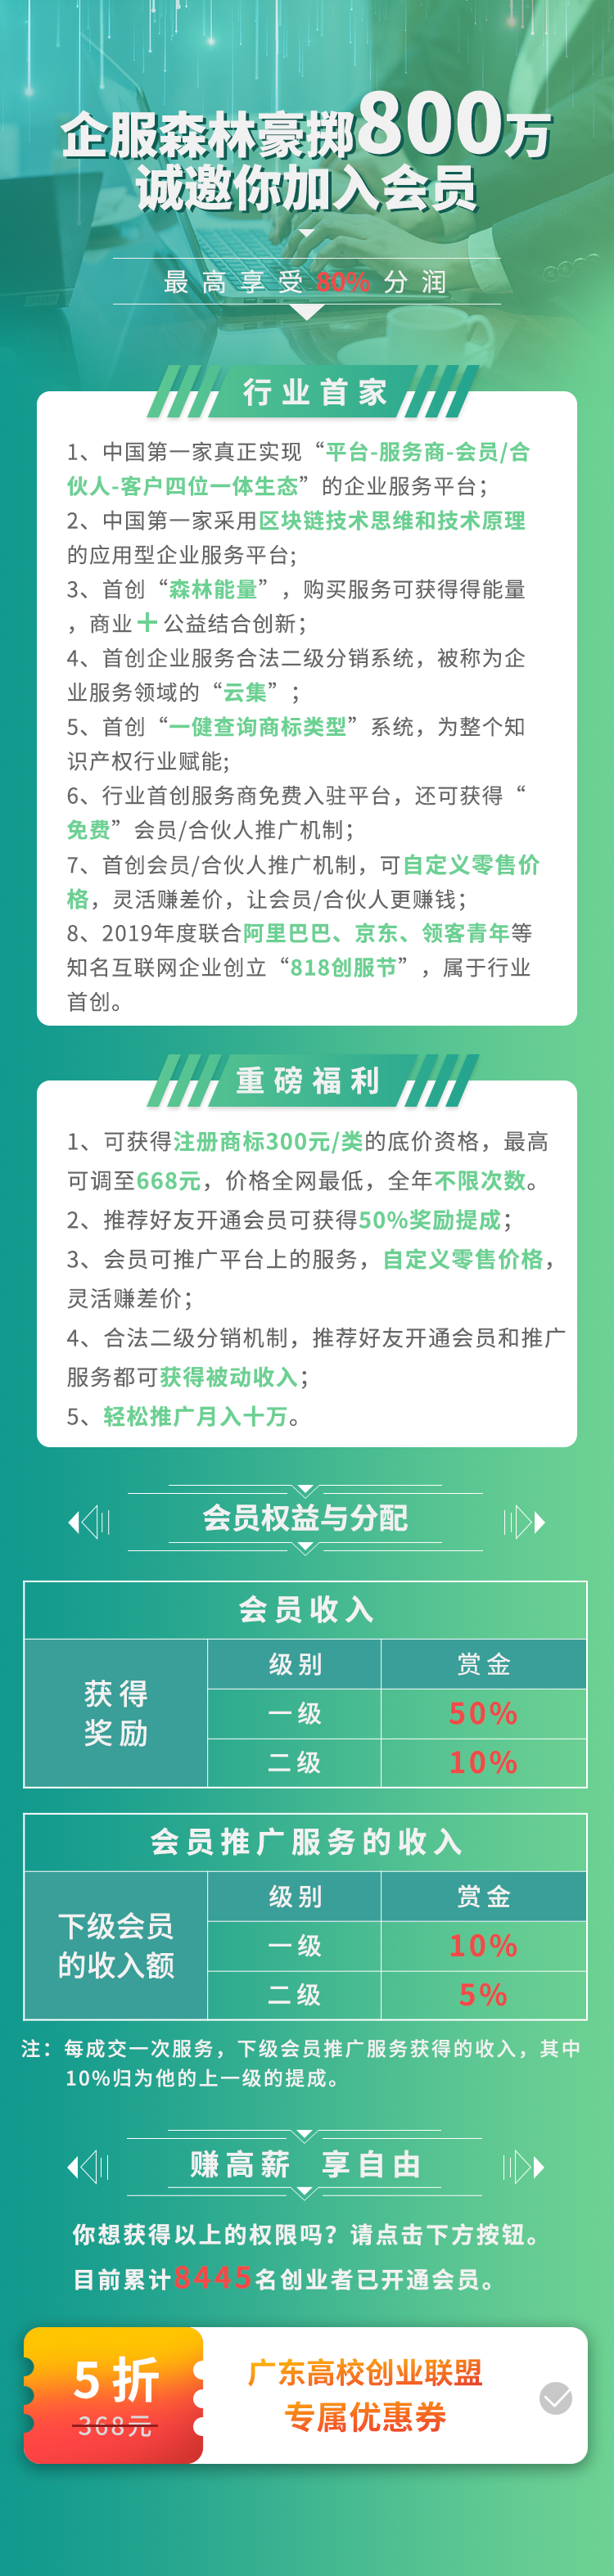 企服森林豪掷800万
诚邀你加入会员
最高享受80%分润
行业首家
1、中国第一家真正实现“平台-服务商-会员/合
伙人-客户四位一体生态”的企业服务平台；
2、中国第一家采用区块链技术思维和技术原理
的应用型企业服务平台;
3、首创“森林能量”，购买服务可获得得能量
，商业十公益结合创新；
4、首创企业服务合法二级分销系统，被称为企
业服务领域的“云集”；
5、首创“一健查询商标类型”系统，为整个知
识产权行业赋能;
6、行业首创服务商免费入驻平台，还可获得“
免费”会员/合伙人推广机制；
7、首创会员/合伙人推广机制，可自定义零售价
格，灵活赚差价，让会员/合伙人更赚钱；
8、2019年度联合阿里巴巴、京东、领客青年等
知名互联网企业创立“818创服节”，属于行业
首创。
重磅福利
1、可获得注册商标300元/类的底价资格，最高
可调至668元，价格全网最低，全年不限次数。
2、推荐好友开通会员可获得50%奖励提成；
3、会员可推广平台上的服务，自定义零售价格，
灵活赚差价；
4、合法二级分销机制，推荐好友开通会员和推广
服务都可获得被动收入；
5、轻松推广月入十万。
会员权益与分配
会员收入
级别 赏金
获得
奖励
一级 50%
二级 10%
会员推广服务的收入
级别 赏金
下级会员
的收入额
一级 10%
二级 5%
注：每成交一次服务，下级会员推广服务获得的收入，其中
10%归为他的上一级的提成。
赚高薪 享自由
你想获得以上的权限吗？请点击下方按钮。
目前累计8445名创业者已开通会员。
5折
368元
广东高校创业联盟
专属优惠券